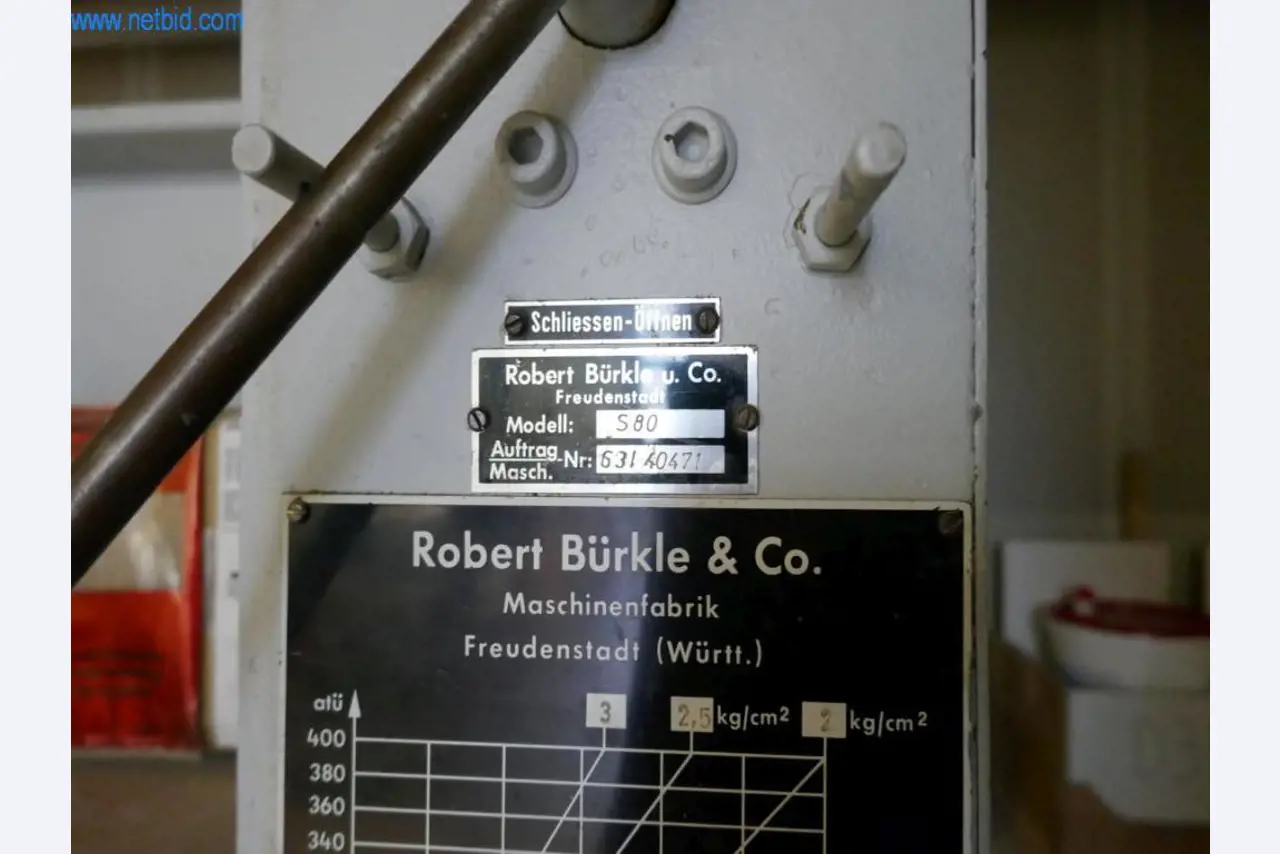 www.netbid.com
Schliessen-Öffnen
Robert Bürkle u. Co.
Freudenstadt
Modell: S80
Auftrag
Masch.-Nr: 631 40471
Robert Bürkle & Co.
Maschinenfabrik
Freudenstadt (Württ.)
atü 3 2,5 kg/cm² 2 kg/cm²
400
380
360
340